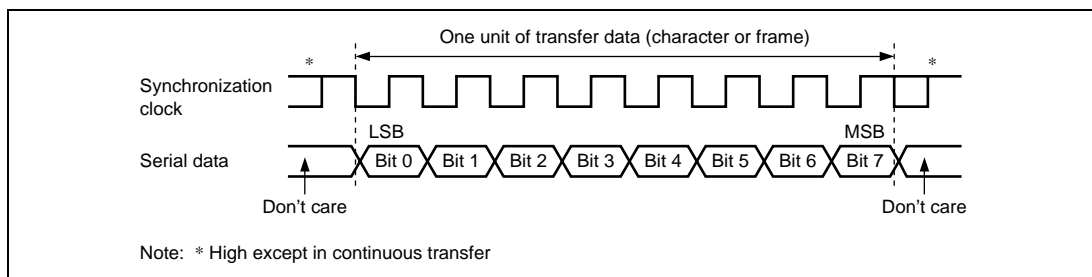 One unit of transfer data (character or frame)
* *
Synchronization
clock
LSB MSB
Serial data Bit 0 Bit 1 Bit 2 Bit 3 Bit 4 Bit 5 Bit 6 Bit 7
Don't care Don't care
Note: * High except in continuous transfer